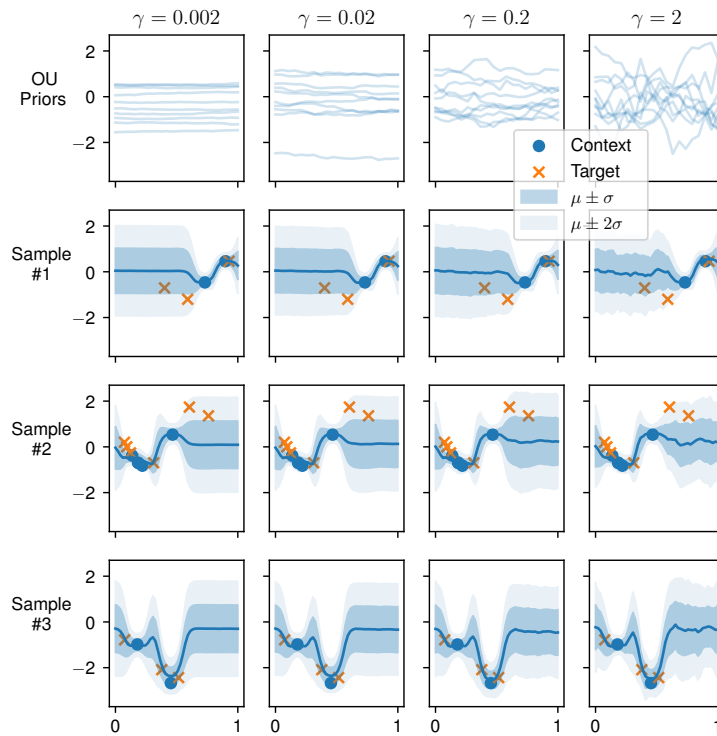 γ = 0.002 γ = 0.02 γ = 0.2 γ = 2
OU
Priors
2
0
−2
Context
Target
μ ± σ
μ ± 2σ
Sample
#1
2
0
−2
Sample
#2
2
0
−2
Sample
#3
2
0
−2
0 1 0 1 0 1 0 1